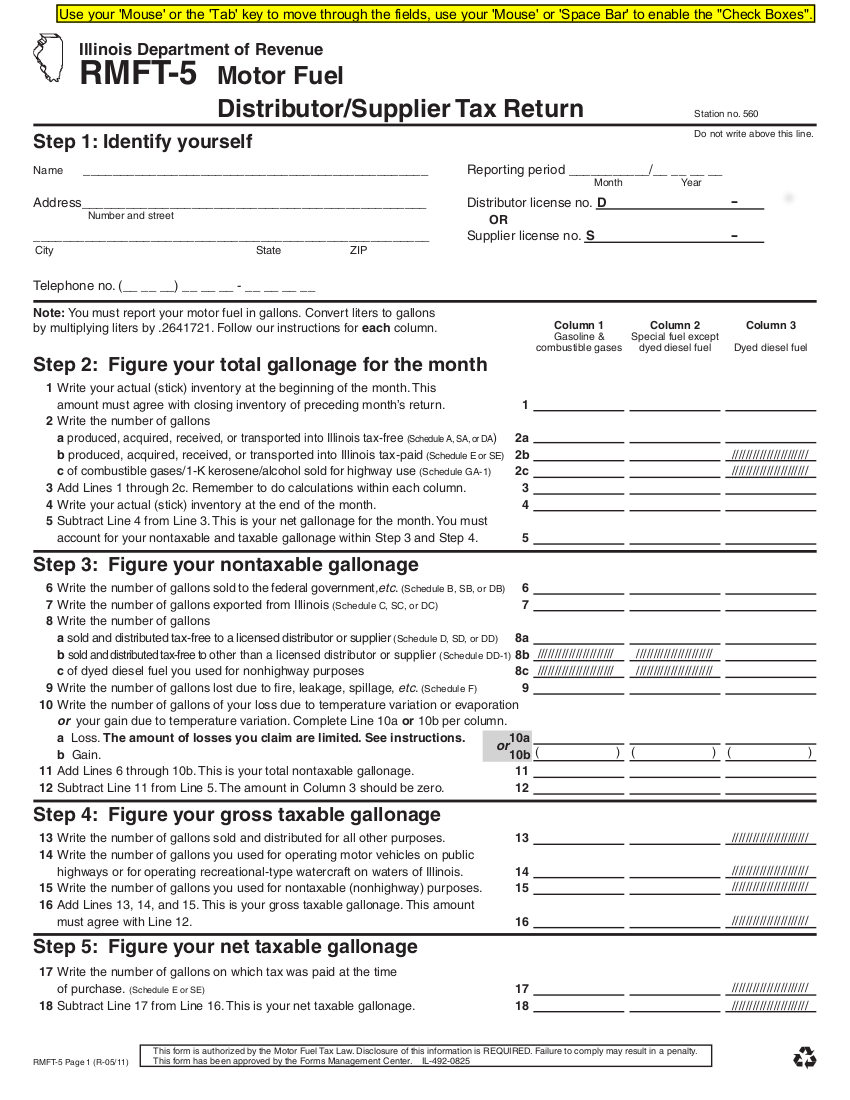 Use your 'Mouse' or the 'Tab' key to move through the fields, use your 'Mouse' or 'Space Bar' to enable the "Check Boxes".
Illinois Department of Revenue
RMFT-5 Motor Fuel
Distributor/Supplier Tax Return
Station no. 560
Do not write above this line.
Step 1: Identify yourself
Name ________________________________________________
Reporting period ___________/__ __ __ __
Month Year
Address________________________________________________
Number and street
Distributor license no. D –
OR
Supplier license no. S –
City State ZIP
Telephone no. (__ __ __) __ __ __ - __ __ __ __
Note: You must report your motor fuel in gallons. Convert liters to gallons
by multiplying liters by .2641721. Follow our instructions for each column.
Column 1 Column 2 Column 3
Gasoline & Special fuel except
combustible gases dyed diesel fuel Dyed diesel fuel
Step 2: Figure your total gallonage for the month
1 Write your actual (stick) inventory at the beginning of the month. This
amount must agree with closing inventory of preceding month's return. 1
2 Write the number of gallons
a produced, acquired, received, or transported into Illinois tax-free (Schedule A, SA, or DA) 2a
b produced, acquired, received, or transported into Illinois tax-paid (Schedule E or SE) 2b //////////////////////
c of combustible gases/1-K kerosene/alcohol sold for highway use (Schedule GA-1) 2c //////////////////////
3 Add Lines 1 through 2c. Remember to do calculations within each column. 3
4 Write your actual (stick) inventory at the end of the month. 4
5 Subtract Line 4 from Line 3. This is your net gallonage for the month. You must
account for your nontaxable and taxable gallonage within Step 3 and Step 4. 5
Step 3: Figure your nontaxable gallonage
6 Write the number of gallons sold to the federal government,etc. (Schedule B, SB, or DB) 6
7 Write the number of gallons exported from Illinois (Schedule C, SC, or DC) 7
8 Write the number of gallons
a sold and distributed tax-free to a licensed distributor or supplier (Schedule D, SD, or DD) 8a
b sold and distributed tax-free to other than a licensed distributor or supplier (Schedule DD-1) 8b ////////////////////// //////////////////////
c of dyed diesel fuel you used for nonhighway purposes 8c ////////////////////// //////////////////////
9 Write the number of gallons lost due to fire, leakage, spillage, etc. (Schedule F) 9
10 Write the number of gallons of your loss due to temperature variation or evaporation
or your gain due to temperature variation. Complete Line 10a or 10b per column.
a Loss. The amount of losses you claim are limited. See instructions. 10a
or
b Gain. 10b ( ) ( ) ( )
11 Add Lines 6 through 10b. This is your total nontaxable gallonage. 11
12 Subtract Line 11 from Line 5. The amount in Column 3 should be zero. 12
Step 4: Figure your gross taxable gallonage
13 Write the number of gallons sold and distributed for all other purposes. 13 //////////////////////
14 Write the number of gallons you used for operating motor vehicles on public
highways or for operating recreational-type watercraft on waters of Illinois. 14 //////////////////////
15 Write the number of gallons you used for nontaxable (nonhighway) purposes. 15 //////////////////////
16 Add Lines 13, 14, and 15. This is your gross taxable gallonage. This amount
must agree with Line 12. 16 //////////////////////
Step 5: Figure your net taxable gallonage
17 Write the number of gallons on which tax was paid at the time
of purchase. (Schedule E or SE) 17 //////////////////////
18 Subtract Line 17 from Line 16. This is your net taxable gallonage. 18 //////////////////////
RMFT-5 Page 1 (R-05/11)
This form is authorized by the Motor Fuel Tax Law. Disclosure of this information is REQUIRED. Failure to comply may result in a penalty.
This form has been approved by the Forms Management Center. IL-492-0825